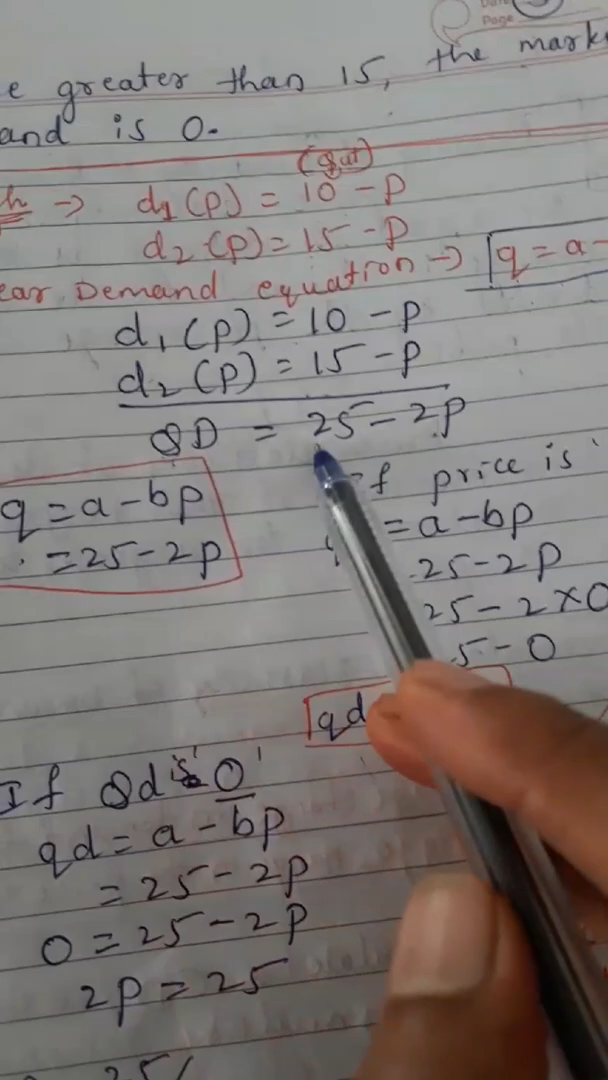 Page
e greater than 15, the mark
and is 0.
→ d1 (p) = 10 - P
d2 (p) = 15 - P
ear Demand equation → q = a -
d1 (p) = 10 - P
d2 (p) = 15 - P
QD = 25 - 2P
f price is '
q = a - bp
= a - bp
= 25 - 2P
25 - 2P
25 - 2 x 0
5 - 0
qd
If Qd is '0'
qd = a - bp
= 25 - 2P
0 = 25 - 2P
2P = 25
25/